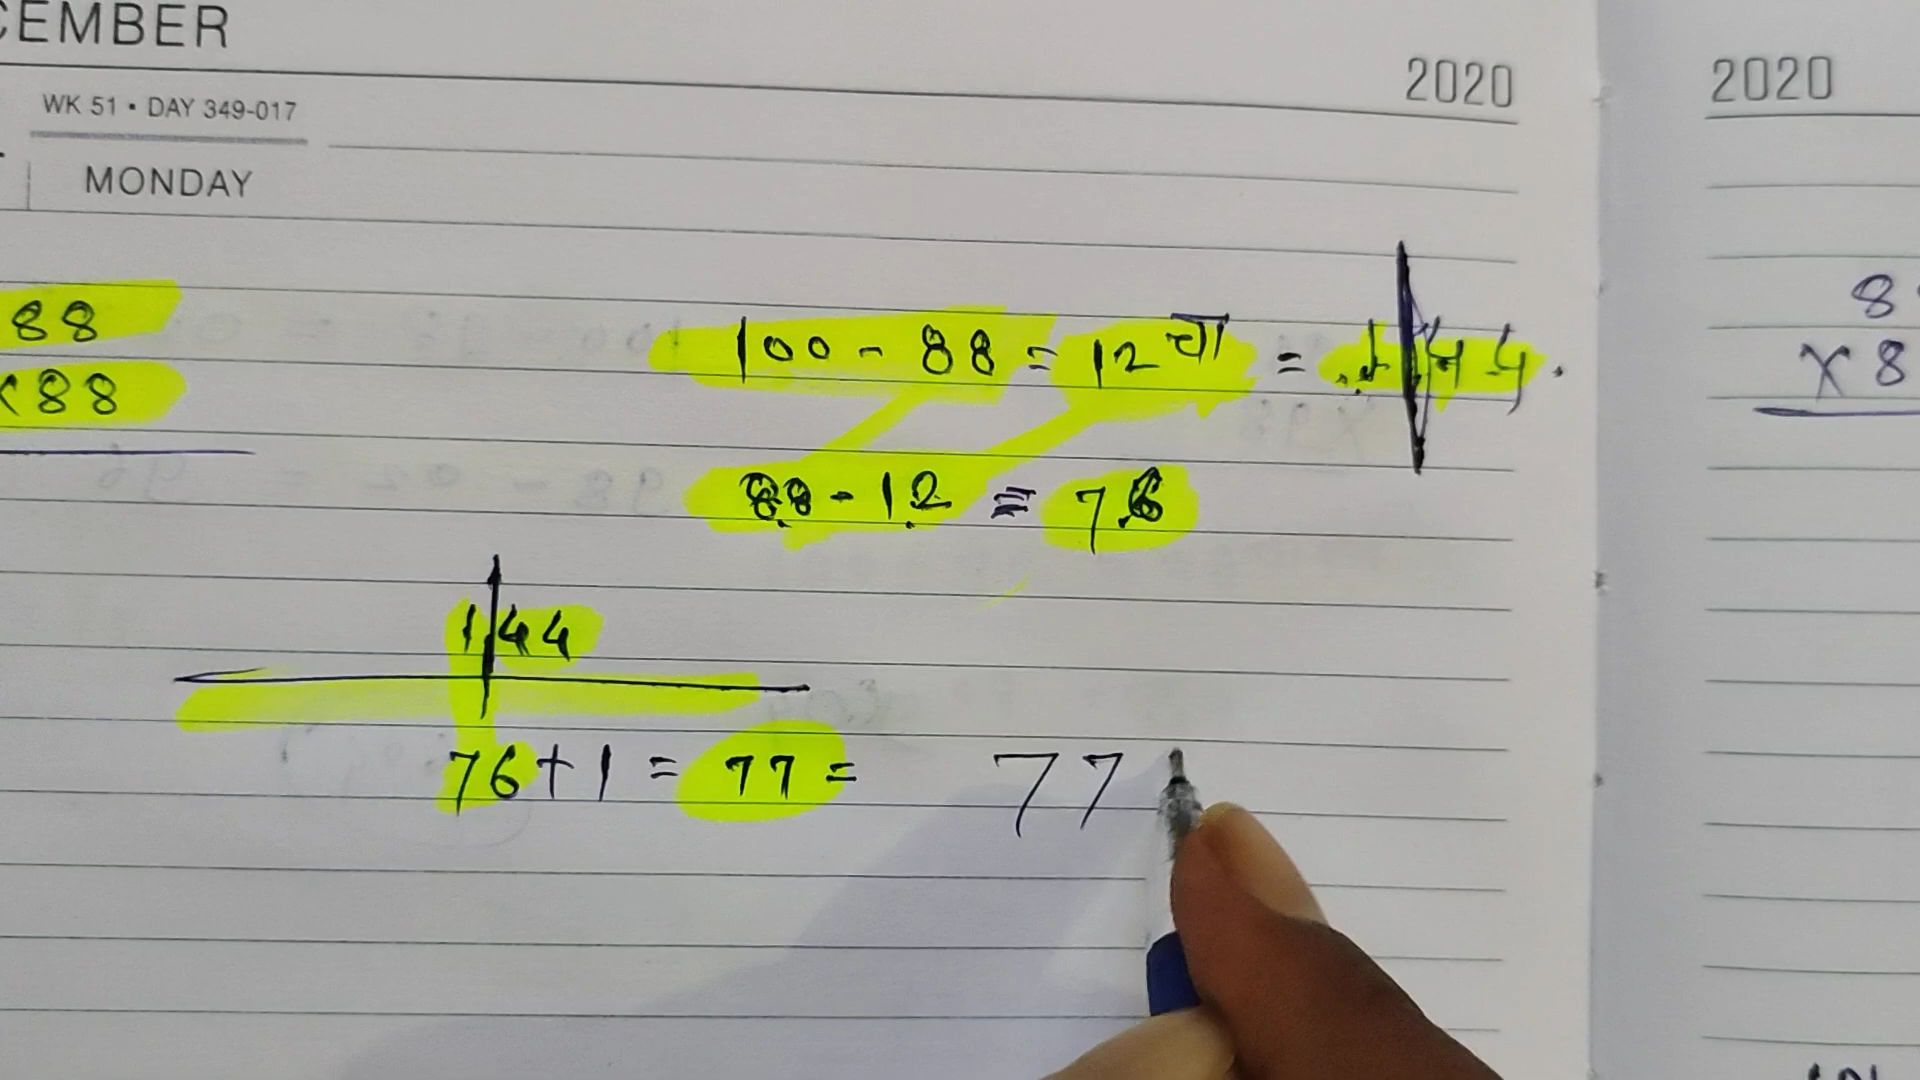 CEMBER
2020
WK 51 • DAY 349-017
MONDAY
88
×88
100 - 88 = 12 चा =
88 - 12 = 76
1|44
76 + 1 = 77 = 77
2020
8
× 8